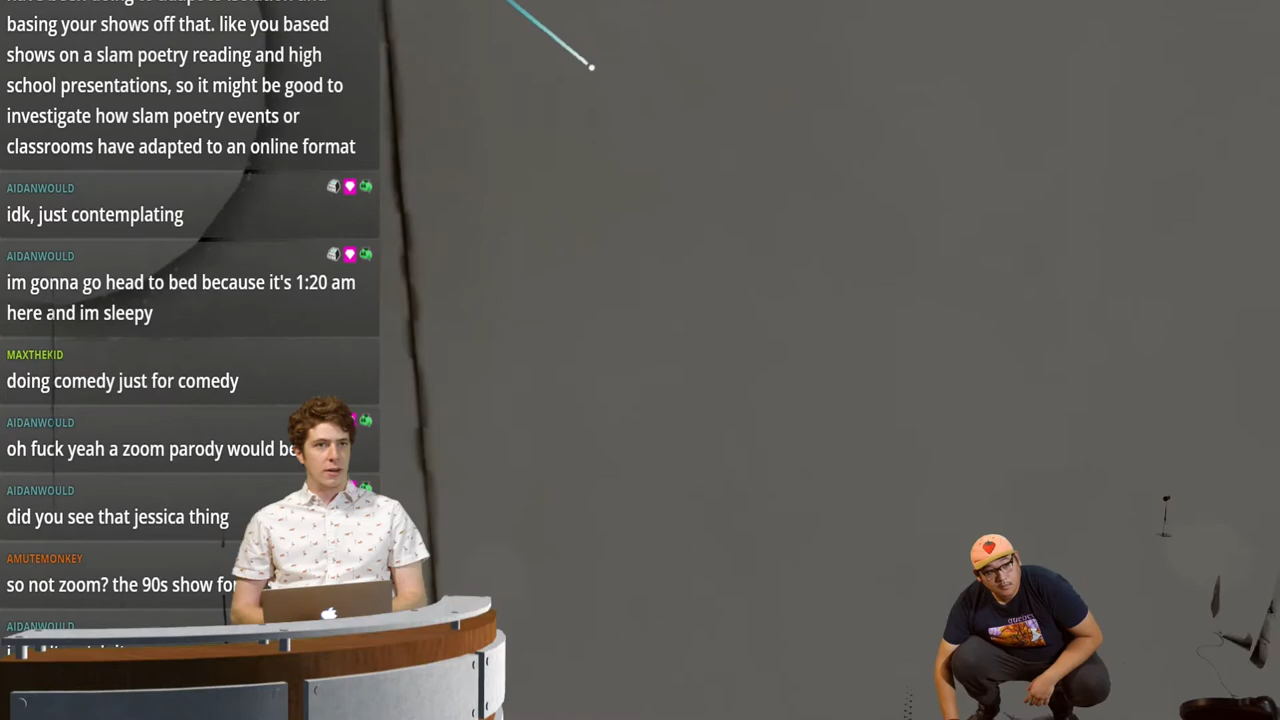 basing your shows off that. like you based
shows on a slam poetry reading and high
school presentations, so it might be good to
investigate how slam poetry events or
classrooms have adapted to an online format
AIDANWOULD
idk, just contemplating
AIDANWOULD
im gonna go head to bed because it's 1:20 am
here and im sleepy
MAXTHEKID
doing comedy just for comedy
AIDANWOULD
oh fuck yeah a zoom parody would be
AIDANWOULD
did you see that jessica thing
AMUTEMONKEY
so not zoom? the 90s show for
AIDANWOULD